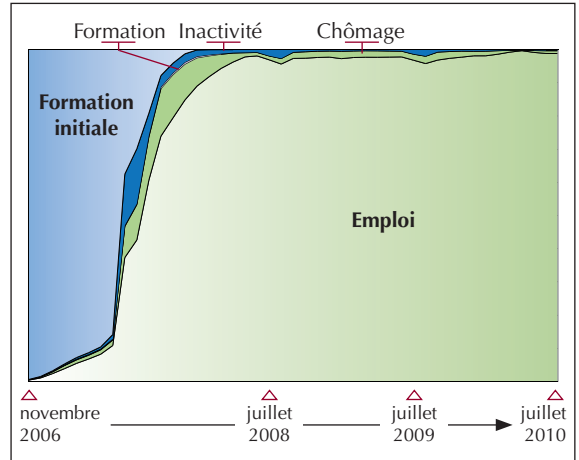 Formation Inactivité Chômage
Formation
initiale
Emploi
novembre
2006
juillet
2008
juillet
2009
juillet
2010